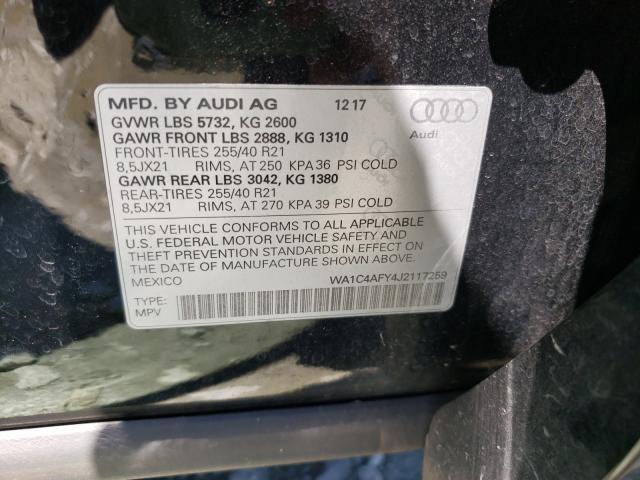 MFD. BY AUDI AG 12 17
GVWR LBS 5732, KG 2600
GAWR FRONT LBS 2888, KG 1310
FRONT-TIRES 255/40 R21
8,5JX21 RIMS, AT 250 KPA 36 PSI COLD
GAWR REAR LBS 3042, KG 1380
REAR-TIRES 255/40 R21
8,5JX21 RIMS, AT 270 KPA 39 PSI COLD
Audi
THIS VEHICLE CONFORMS TO ALL APPLICABLE
U.S. FEDERAL MOTOR VEHICLE SAFETY AND
THEFT PREVENTION STANDARDS IN EFFECT ON
THE DATE OF MANUFACTURE SHOWN ABOVE.
MEXICO WA1C4AFY4J2117259
TYPE:
MPV